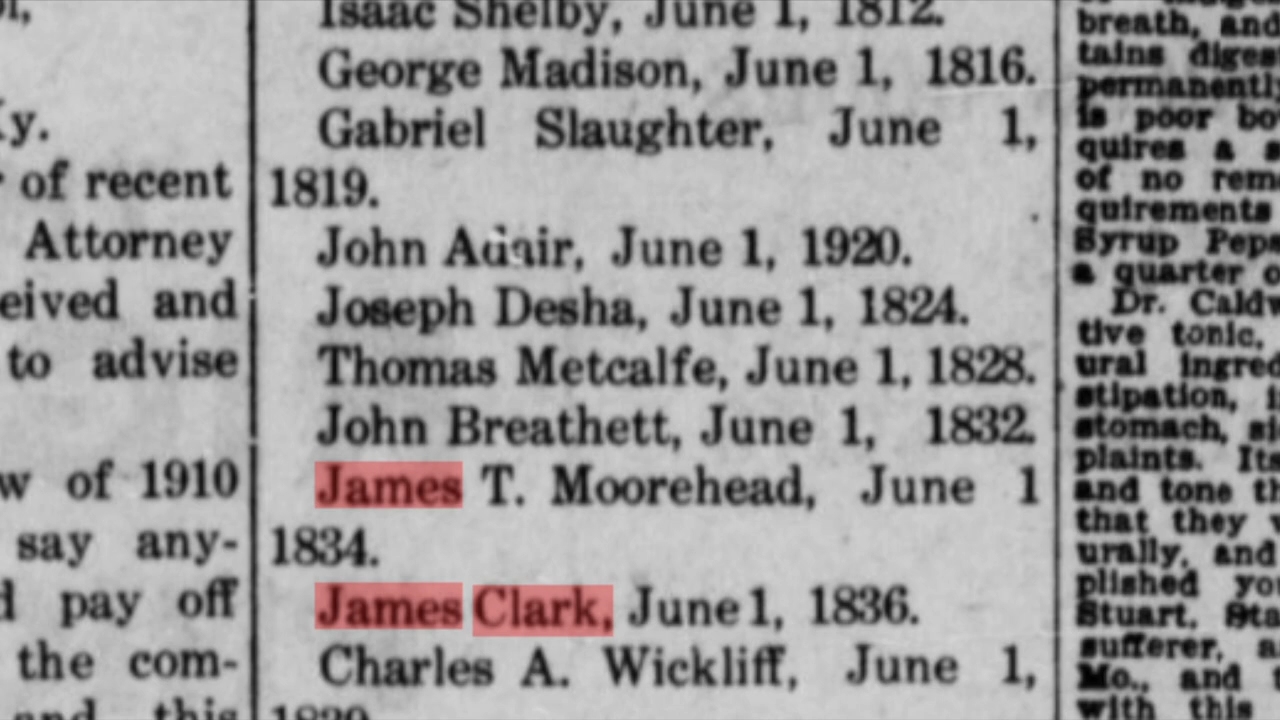 Isaac Shelby, June 1, 1812.
George Madison, June 1, 1816.
Gabriel Slaughter, June 1,
1819.
John Adair, June 1, 1920.
Joseph Desha, June 1, 1824.
Thomas Metcalfe, June 1, 1828.
John Breathett, June 1, 1832.
James T. Moorehead, June 1
1834.
James Clark, June 1, 1836.
Charles A. Wickliff, June 1,
of recent
Attorney
eived and
to advise
w of 1910
say any-
pay off
the com-
and this
breath, and
tains diges
permanently
is poor bo
quires a
of no rem
quirements
Syrup Peps
a quarter o
Dr. Caldw
tive tonic,
ural ingred
stipation,
stomach, si
plaints. Its
and tone th
that they
urally, and
plished yo
Stuart, Sta
sufferer, a
Mo., and
with this